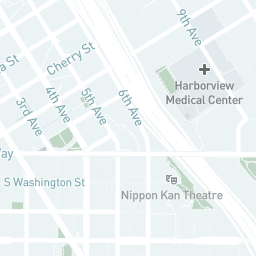 9th Ave
Cherry St
Harborview
Medical Center
3rd Ave
4th Ave
5th Ave
6th Ave
S Washington St
Nippon Kan Theatre